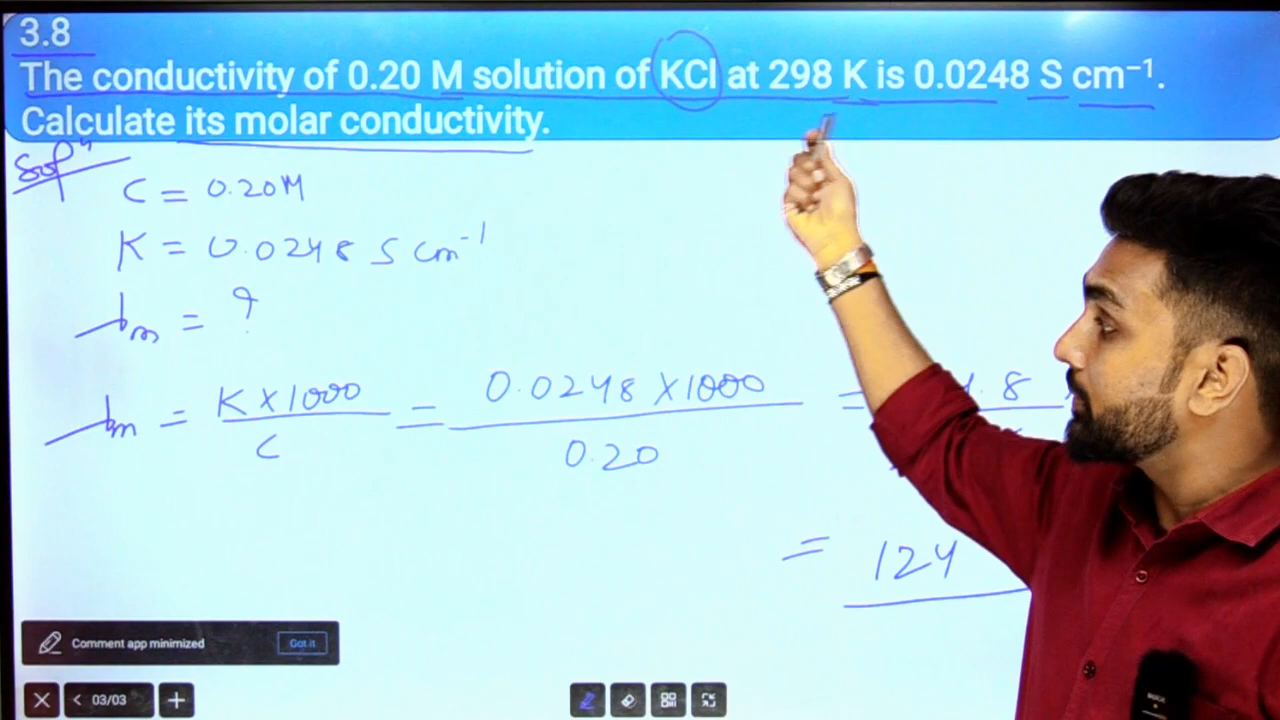 3.8
The conductivity of 0.20 M solution of KCl at 298 K is 0.0248 S cm⁻¹.
Calculate its molar conductivity.
Solⁿ
C = 0.20M
K = 0.0248 S cm⁻¹
λm = ?
λm = K×1000 / C = 0.0248 ×1000 / 0.20 =
= 124
Comment app minimized Got it
03/03